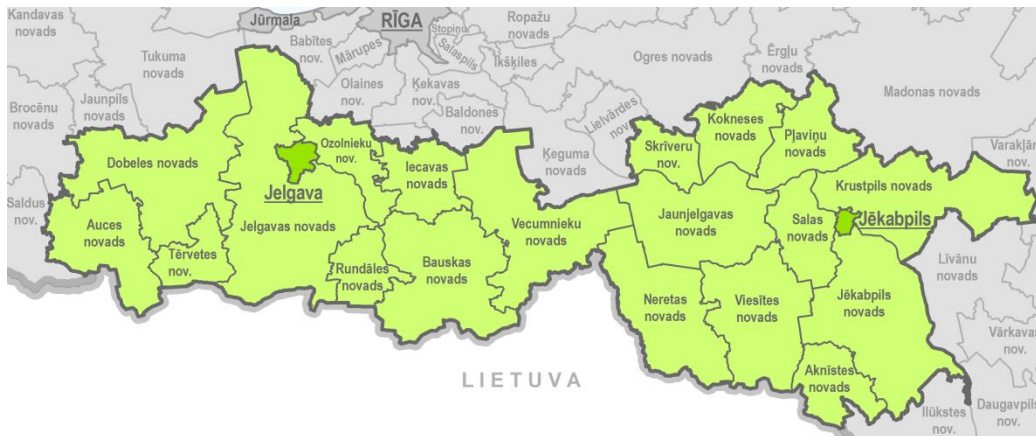 Kandavas
novads
Jūrmala
RĪGA
Stopiņu
Ropažu
novads
Tukuma
novads
Babītes
nov.
Mārupes
Salaspils
Ikšķiles
Ogres novads
Ērgļu
novads
Brocēnu
novads
Jaunpils
novads
Olaines
nov.
Ķekavas
nov.
Baldones
nov.
Lielvārdes
nov.
Madonas novads
Kokneses
novads
Pļaviņu
novads
Skrīveru
nov.
Varakļānu
Dobeles novads
Ozolnieku
nov.
Iecavas
novads
Ķeguma
novads
Krustpils novads
Saldus
nov.
Jelgava
Auces
novads
Jelgavas novads
Vecumnieku
novads
Jaunjelgavas
novads
Salas
novads
Jēkabpils
Tērvetes
nov.
Rundāles
novads
Bauskas
novads
Līvānu
nov.
Neretas
novads
Viesītes
novads
Jēkabpils
novads
Vārkavas
nov.
LIETUVA
Aknīstes
novads
Ilūkstes
nov.
Daugavpils
nov.